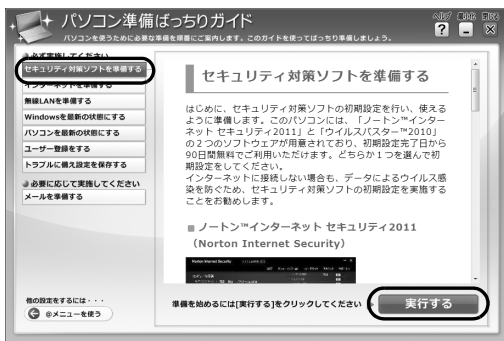 パソコン準備ばっちりガイド
パソコンを使うために必要な準備を順番にご案内します。このガイドを使ってばっちり準備しましょう。
ヘルプ 最小化 閉じる
必ず実施してください
セキュリティ対策ソフトを準備する
インターネットを準備する
無線LANを準備する
Windowsを最新の状態にする
パソコンを最新の状態にする
ユーザー登録をする
トラブルに備え設定を保存する
必要に応じて実施してください
メールを準備する
他の設定をするには・・・
@メニューを使う
セキュリティ対策ソフトを準備する
はじめに、セキュリティ対策ソフトの初期設定を行い、使える
ように準備します。このパソコンには、「ノートン™インター
ネット セキュリティ2011」と「ウイルスバスター™2010」
の２つのソフトウェアが用意されており、初期設定完了日から
90日間無料でご利用いただけます。どちらか１つを選んで初
期設定をしてください。
インターネットに接続しない場合も、データによるウイルス感
染を防ぐため、セキュリティ対策ソフトの初期設定を実施する
ことをお勧めします。
ノートン™インターネット セキュリティ2011
（Norton Internet Security）
Norton Internet Security
準備を始めるには[実行する]をクリックしてください
実行する